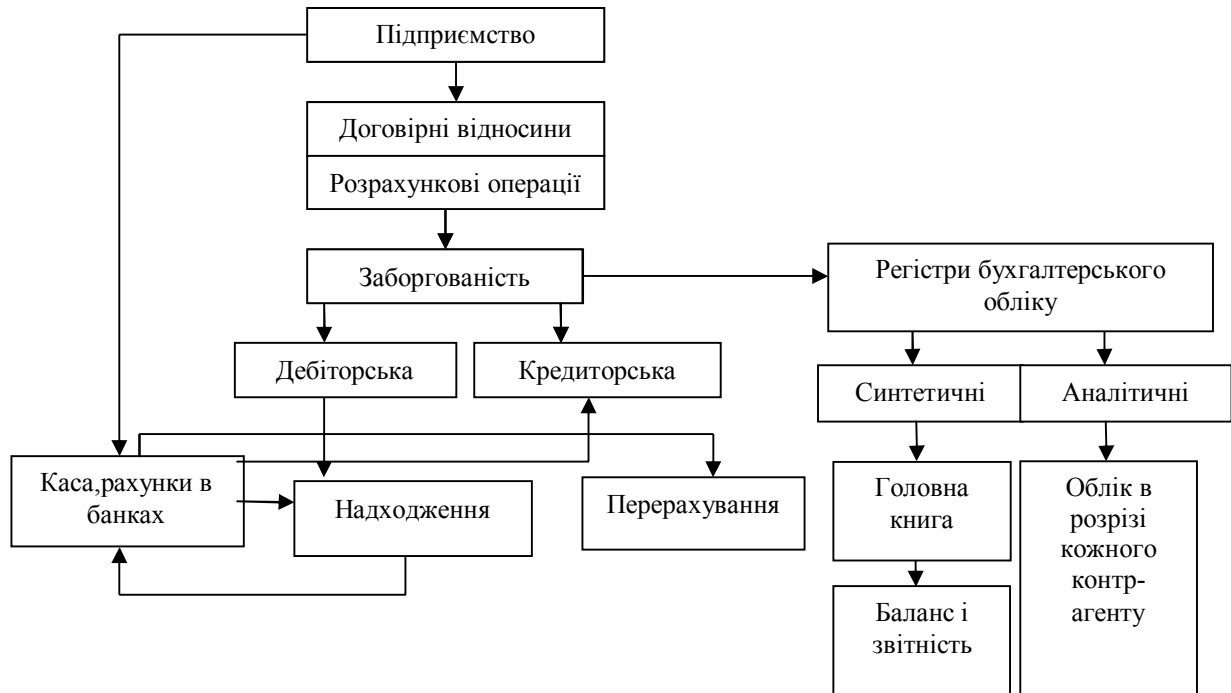 Підприємство
Договірні відносини
Розрахункові операції
Заборгованість
Регістри бухгалтерського
обліку
Дебіторська
Кредиторська
Синтетичні
Аналітичні
Каса,рахунки в
банках
Надходження
Перерахування
Головна
книга
Облік в
розрізі
кожного
контр-
агенту
Баланс і
звітність